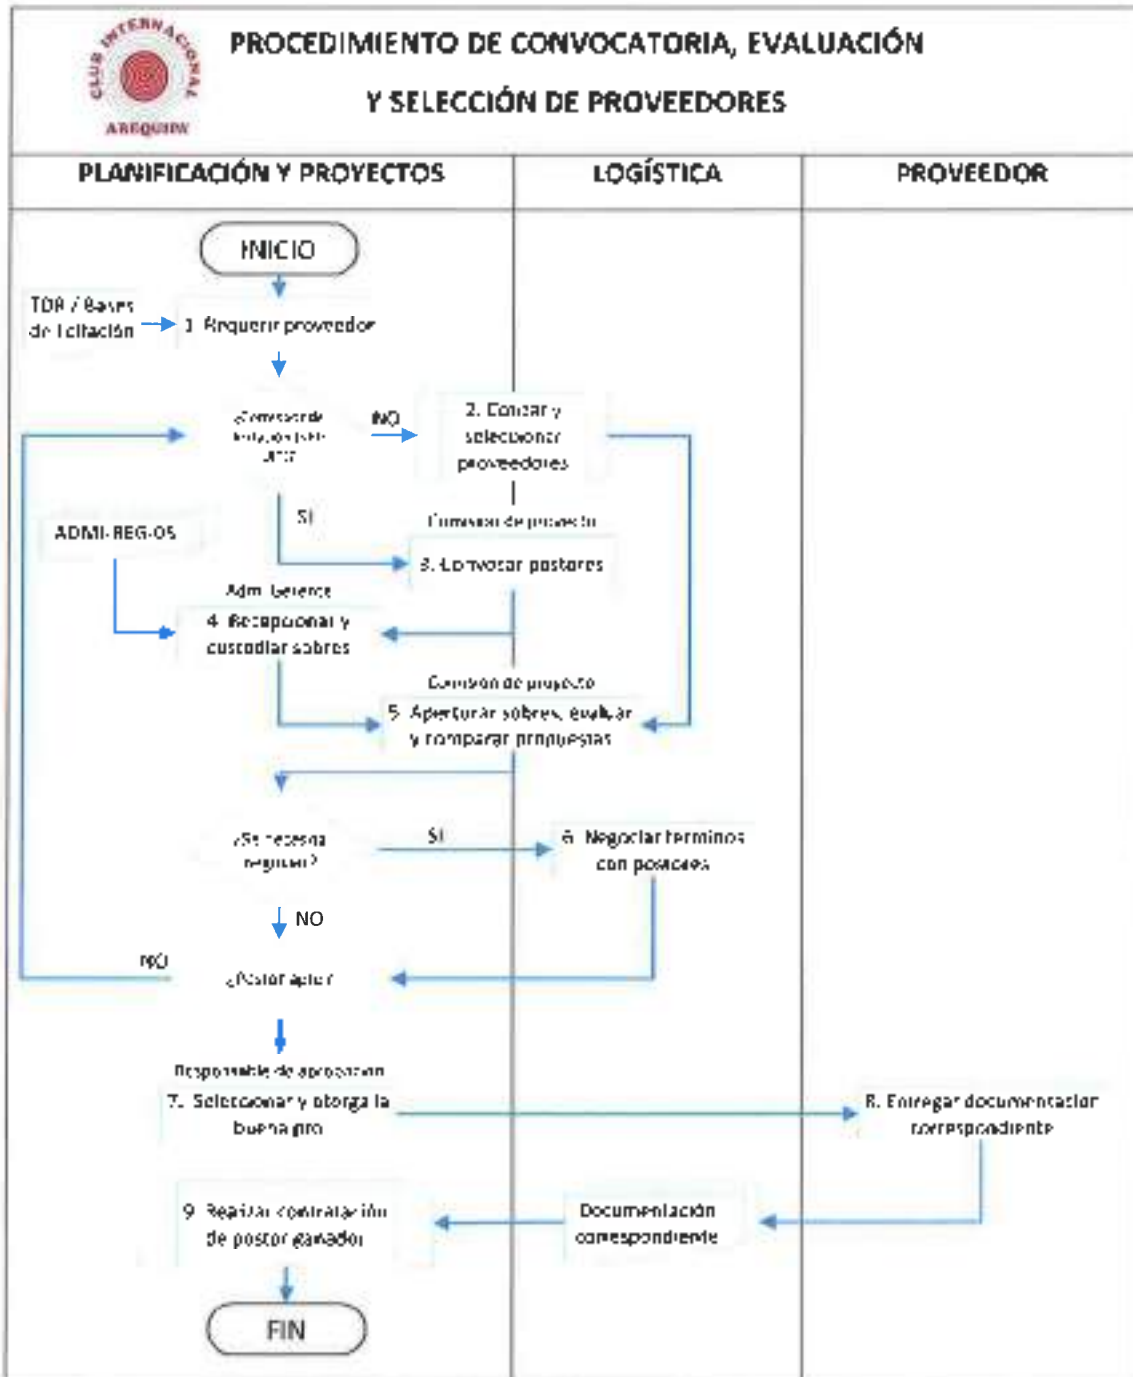 CLUB INTERNACIONAL
AREQUIPA
PROCEDIMIENTO DE CONVOCATORIA, EVALUACIÓN
Y SELECCIÓN DE PROVEEDORES
PLANIFICACIÓN Y PROYECTOS
LOGÍSTICA
PROVEEDOR
INICIO
TDR / Bases
de licitación
1. Requerir proveedor
NO
2. Cotizar y
seleccionar
proveedores
SI
Comisión de proyecto
3. Convocar postores
ADMI-REG-05
Adm. Gerente
4. Recepcionar y
custodiar sobres
Comisión de proyecto
5. Aperturar sobres, evaluar
y comparar propuestas
¿Se necesita
negociar?
SI
6. Negociar términos
con postores
NO
NO
¿Postor apto?
Responsable de aprobación
7. Seleccionar y otorga la
buena pro
8. Entregar documentación
correspondiente
9. Realizar contratación
de postor ganador
Documentación
correspondiente
FIN